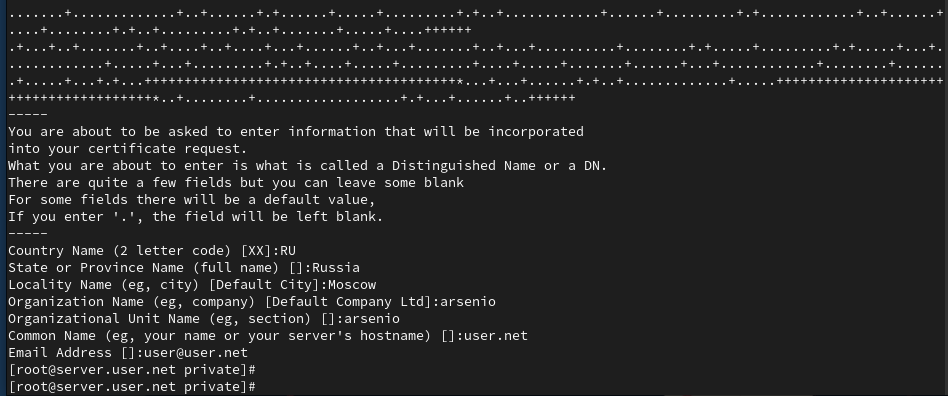 .......+.............+..+......+.+......+.....+..........+.+..+............+......+.........+.+............+..+......+
....+........+.+..+.........+.+..+.......+.....+....++++++
.+...+...+..+.......+..+....+..+...+....+...+..+.......+..+...+...........+....+.........+.+.....+.........+.+.....+...+.
............+.....+...+.......+..+.+...+.....+.......+......+.....+......+......+...+.............+.........+.....
.+.....+...+.+...+++++++++++++++++++++++++++++++++++++++*...+...+......+.+..+.............+.....+++++++++++++++++++++
++++++++++++++++++*..+........+..................+.+...+......+..++++++
-----
You are about to be asked to enter information that will be incorporated
into your certificate request.
What you are about to enter is what is called a Distinguished Name or a DN.
There are quite a few fields but you can leave some blank
For some fields there will be a default value,
If you enter '.', the field will be left blank.
-----
Country Name (2 letter code) [XX]:RU
State or Province Name (full name) []:Russia
Locality Name (eg, city) [Default City]:Moscow
Organization Name (eg, company) [Default Company Ltd]:arsenio
Organizational Unit Name (eg, section) []:arsenio
Common Name (eg, your name or your server's hostname) []:user.net
Email Address []:user@user.net
[root@server.user.net private]#
[root@server.user.net private]#